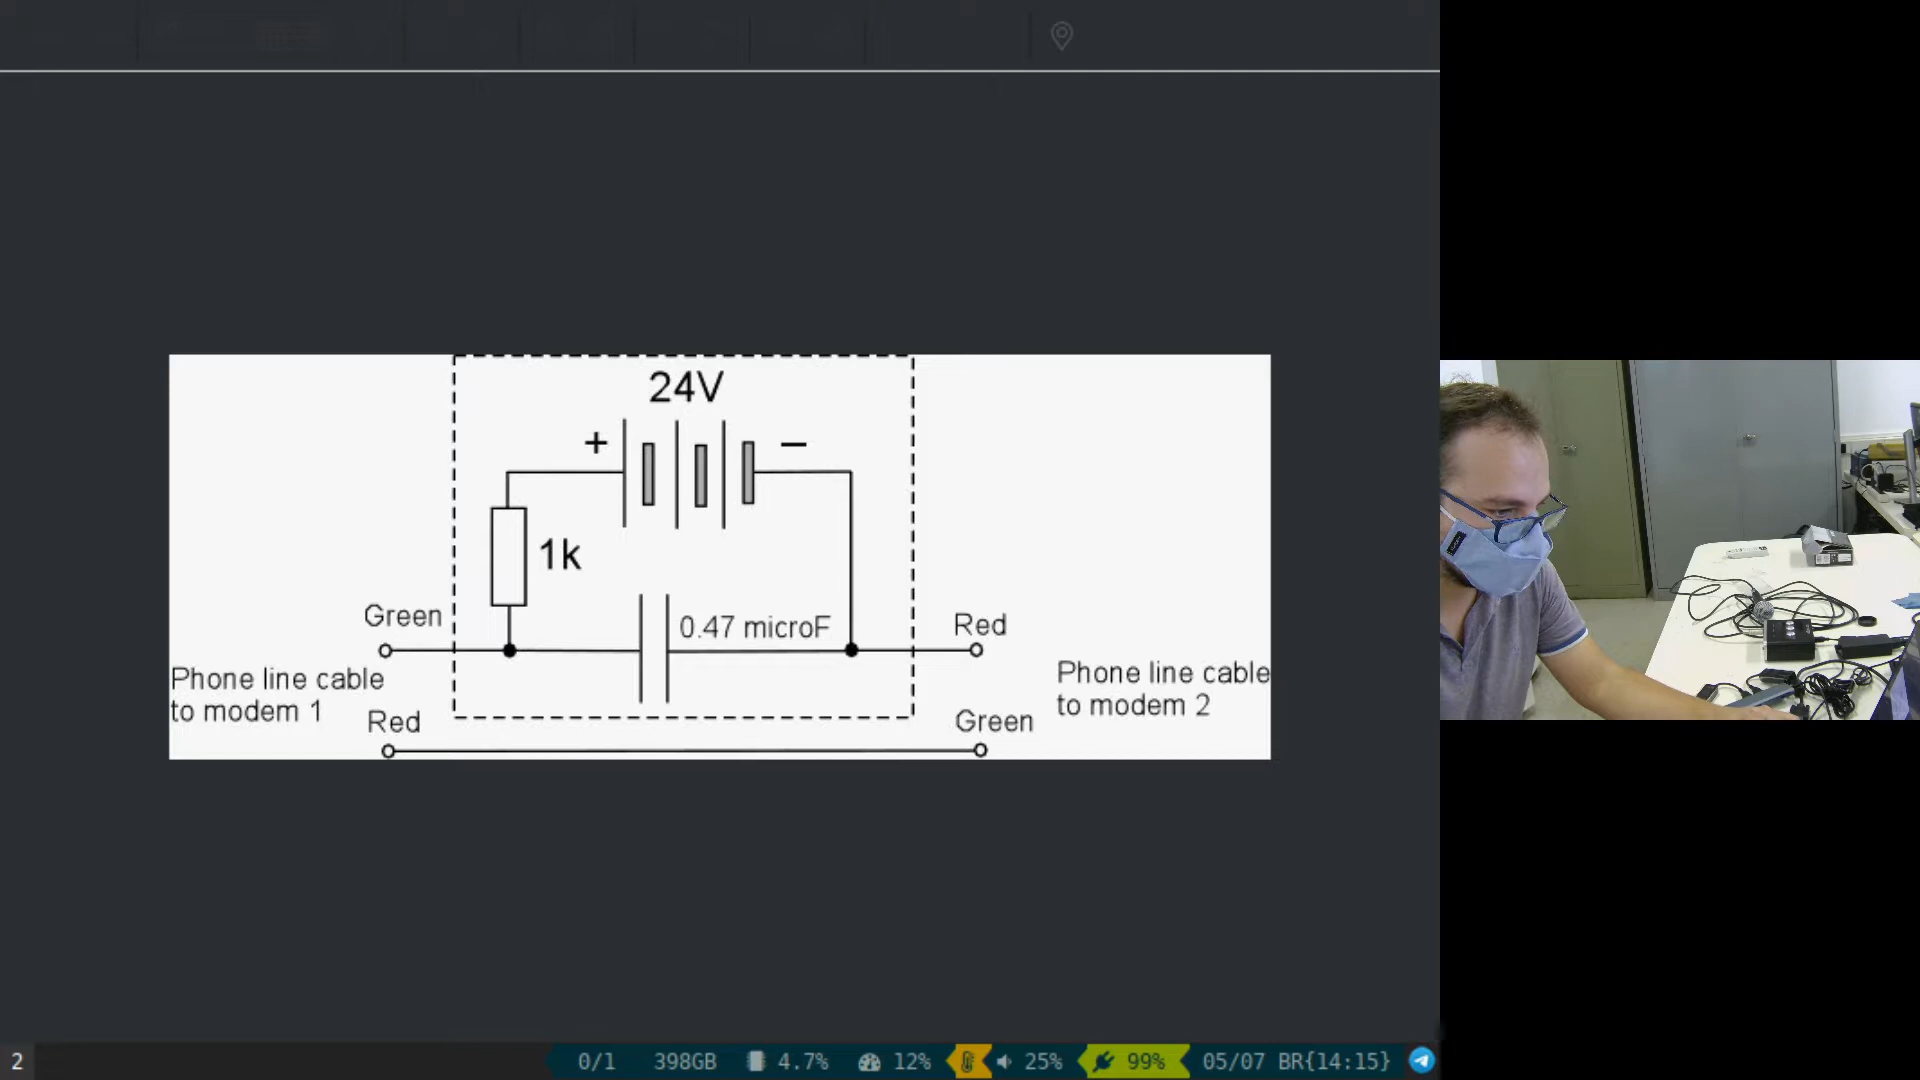 24V
+
−
1k
Green
0.47 microF
Red
Phone line cable
to modem 1
Phone line cable
to modem 2
Red
Green
2
0/1 398GB 4.7% 12% 25% 99% 05/07 BR{14:15}